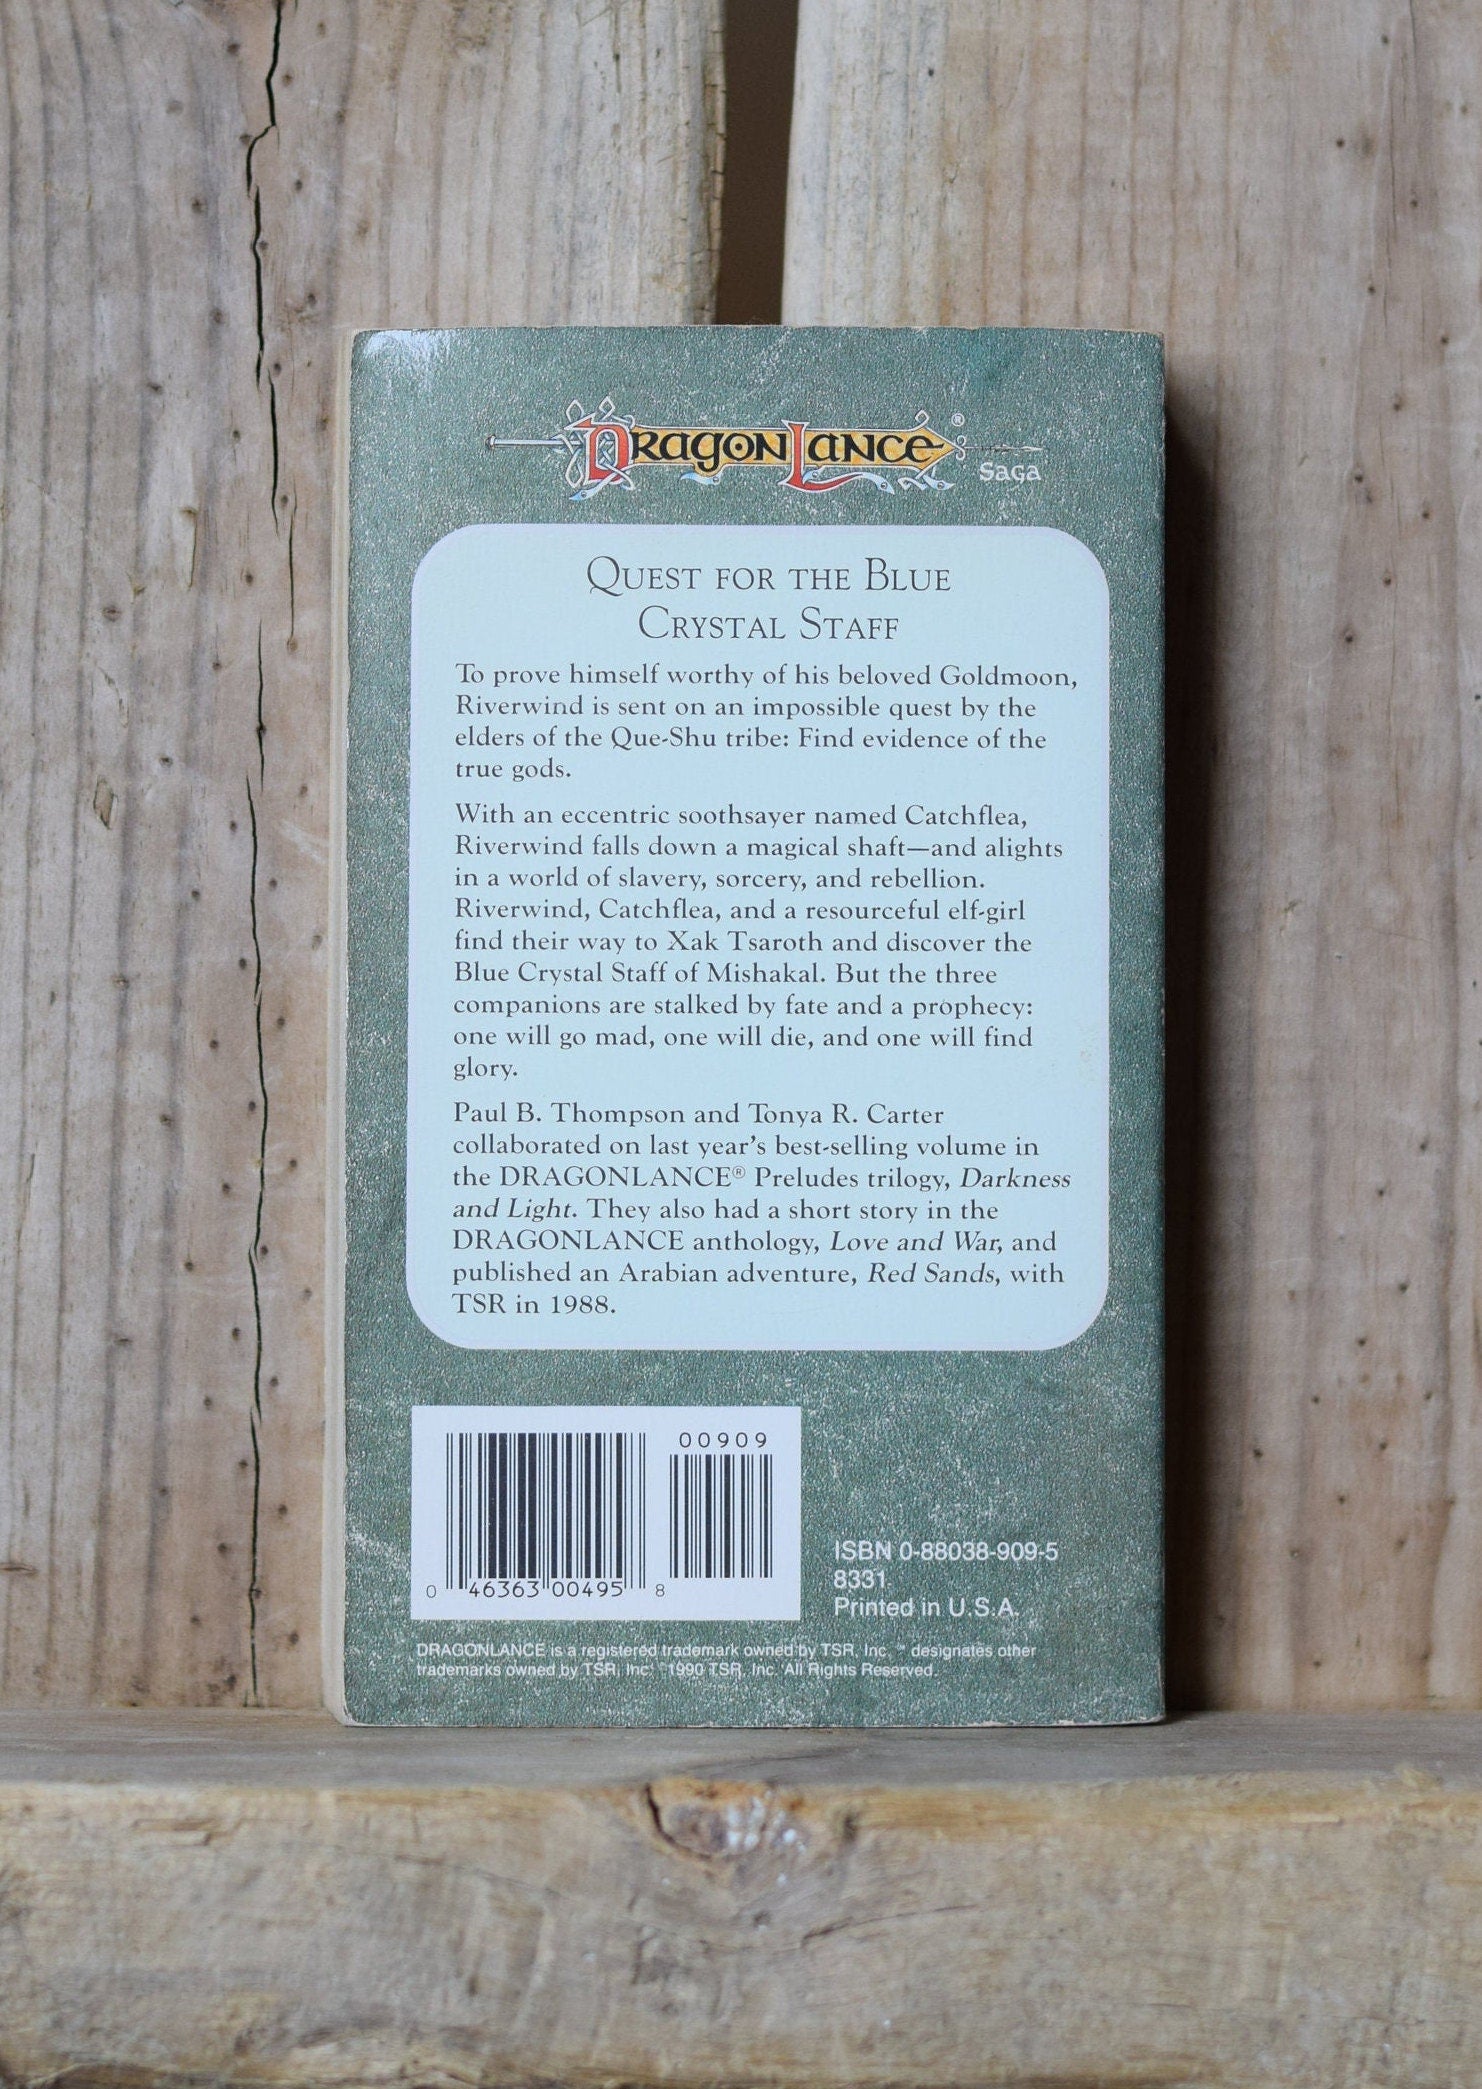 DRAGONLANCE®
SAGA
QUEST FOR THE BLUE
CRYSTAL STAFF
To prove himself worthy of his beloved Goldmoon,
Riverwind is sent on an impossible quest by the
elders of the Que-Shu tribe: Find evidence of the
true gods.
With an eccentric soothsayer named Catchflea,
Riverwind falls down a magical shaft—and alights
in a world of slavery, sorcery, and rebellion.
Riverwind, Catchflea, and a resourceful elf-girl
find their way to Xak Tsaroth and discover the
Blue Crystal Staff of Mishakal. But the three
companions are stalked by fate and a prophecy:
one will go mad, one will die, and one will find
glory.
Paul B. Thompson and Tonya R. Carter
collaborated on last year's best-selling volume in
the DRAGONLANCE® Preludes trilogy, Darkness
and Light. They also had a short story in the
DRAGONLANCE anthology, Love and War, and
published an Arabian adventure, Red Sands, with
TSR in 1988.
00909
0 46363 00495 8
ISBN 0-88038-909-5
8331
Printed in U.S.A.
DRAGONLANCE is a registered trademark owned by TSR, Inc. ™ designates other
trademarks owned by TSR, Inc. 1990 TSR, Inc. All Rights Reserved.